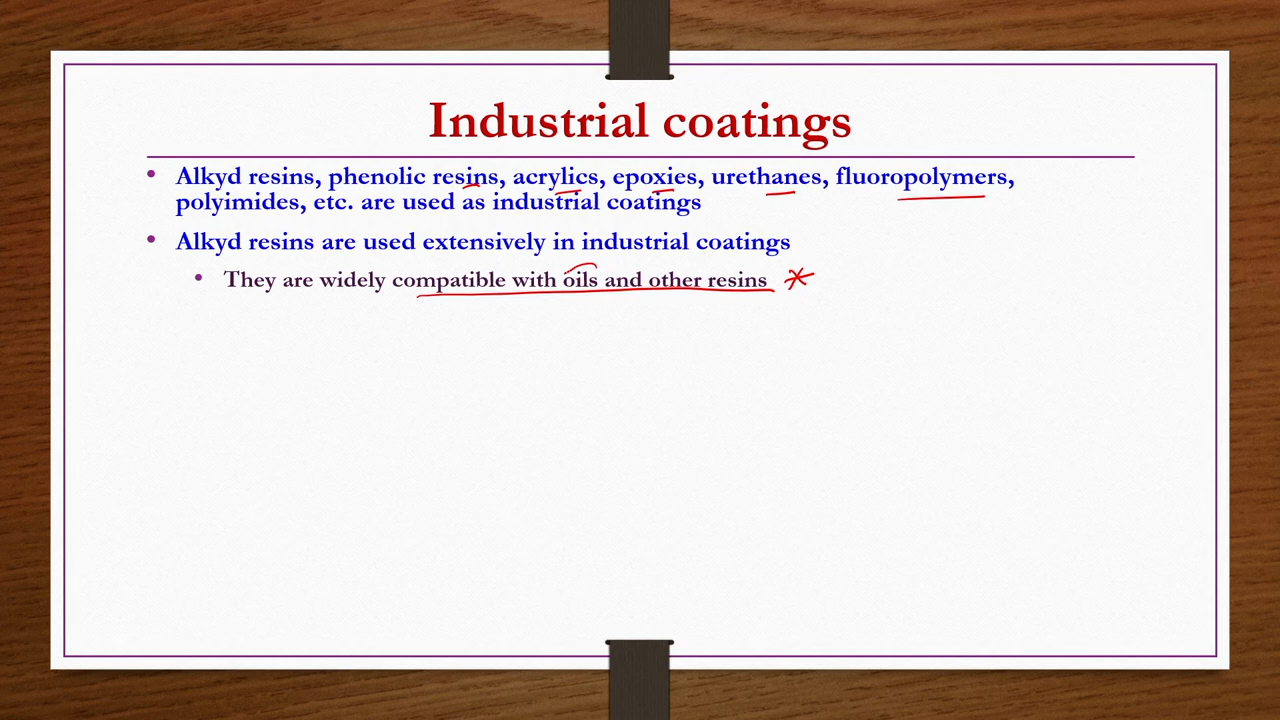 Industrial coatings
• Alkyd resins, phenolic resins, acrylics, epoxies, urethanes, fluoropolymers,
polyimides, etc. are used as industrial coatings
• Alkyd resins are used extensively in industrial coatings
• They are widely compatible with oils and other resins *